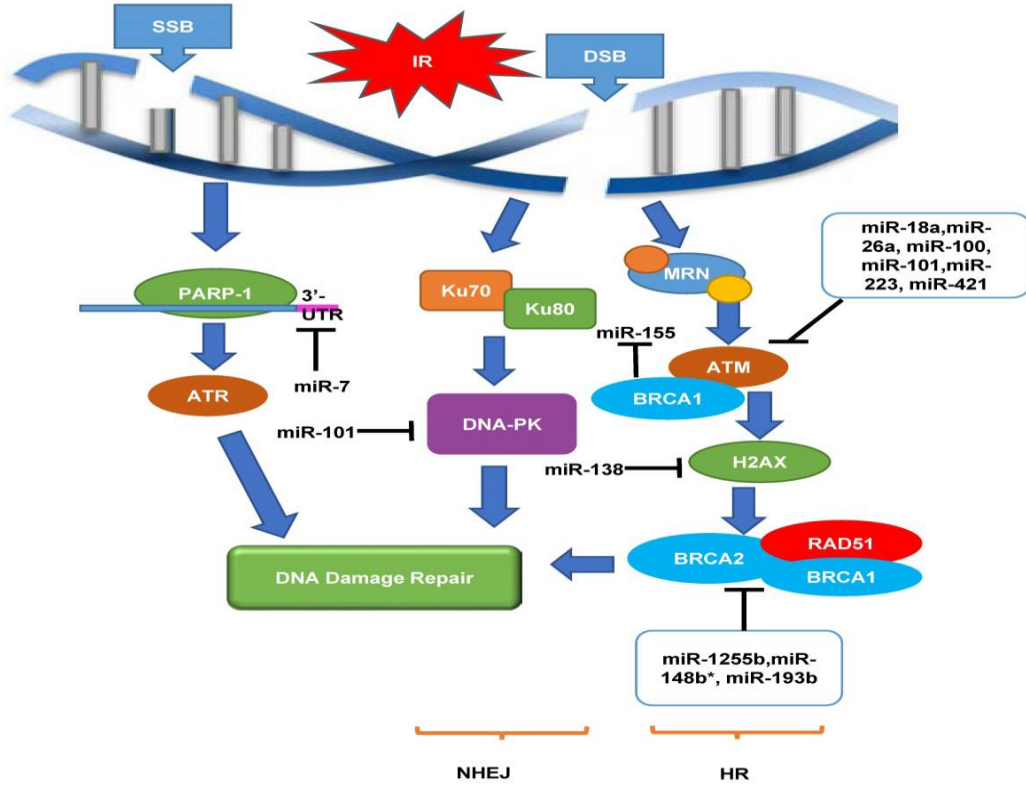 SSB
IR
DSB
miR-18a,miR-
26a, miR-100,
miR-101,miR-
223, miR-421
MRN
PARP-1
3'-
UTR
Ku70
Ku80
miR-155
ATM
miR-7
ATR
BRCA1
miR-101
DNA-PK
miR-138
H2AX
RAD51
BRCA2
BRCA1
DNA Damage Repair
miR-1255b,miR-
148b*, miR-193b
NHEJ
HR